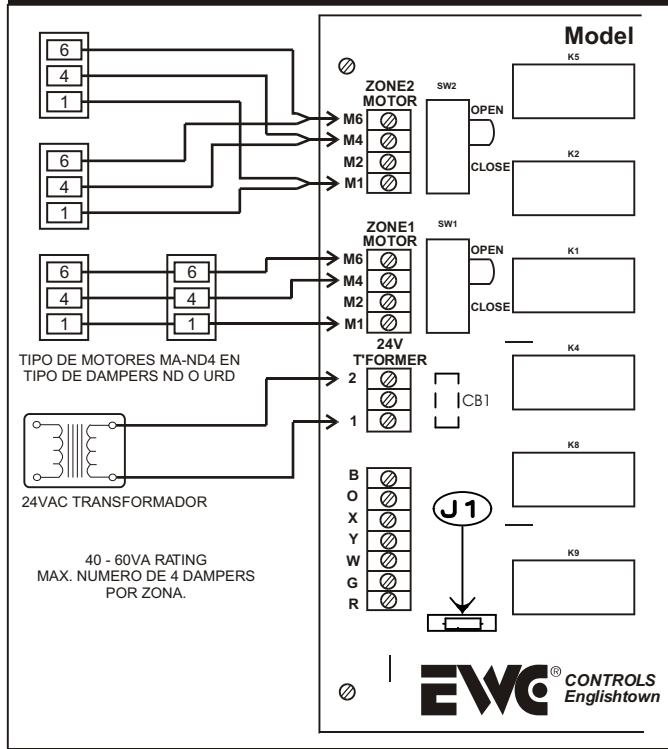 Model
6
4
1
6
4
1
6
4
1
6
4
1
ZONE2
MOTOR
M6
M4
M2
M1
SW2
OPEN
CLOSE
ZONE1
MOTOR
M6
M4
M2
M1
SW1
OPEN
CLOSE
K5
K2
K1
K4
K8
K9
TIPO DE MOTORES MA-ND4 EN
TIPO DE DAMPERS ND O URD
24V
T'FORMER
2
1
CB1
24VAC TRANSFORMADOR
40 - 60VA RATING
MAX. NUMERO DE 4 DAMPERS
POR ZONA.
B
O
X
Y
W
G
R
J1
EWC® CONTROLS
Englishtown